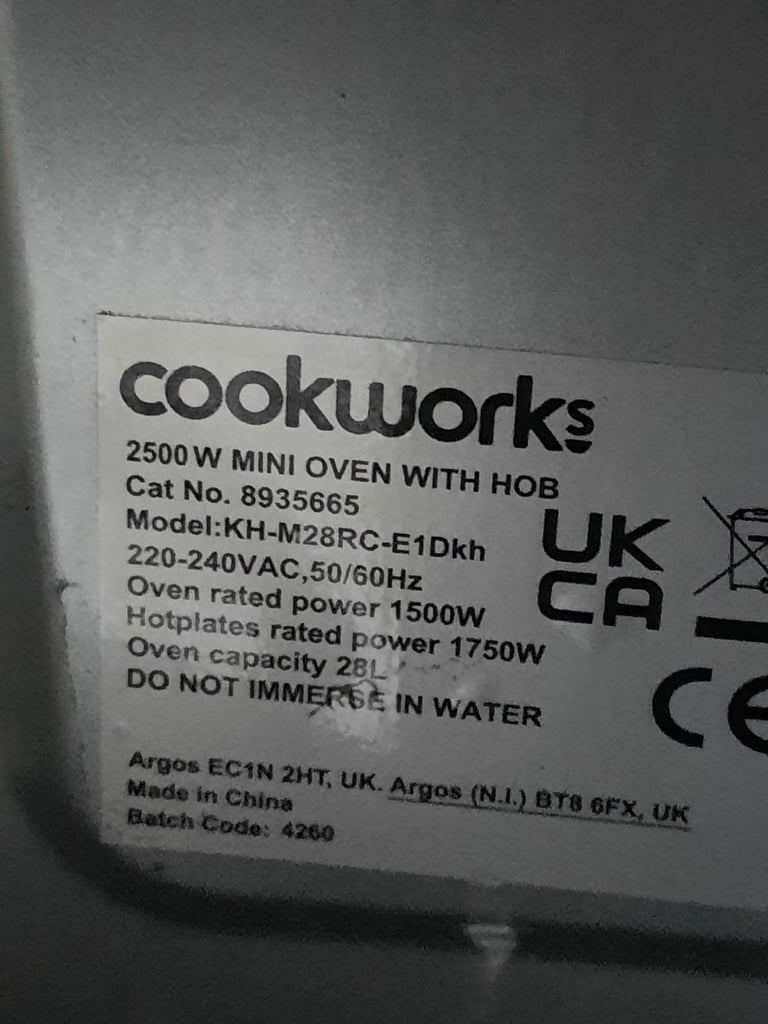 cookworks
2500W MINI OVEN WITH HOB
Cat No. 8935665
Model:KH-M28RC-E1Dkh
220-240VAC,50/60Hz
Oven rated power 1500W
Hotplates rated power 1750W
Oven capacity 28L
DO NOT IMMERSE IN WATER
UK
CA
CE
Argos EC1N 2HT, UK. Argos (N.I.) BT8 6FX, UK
Made in China
Batch Code: 4260